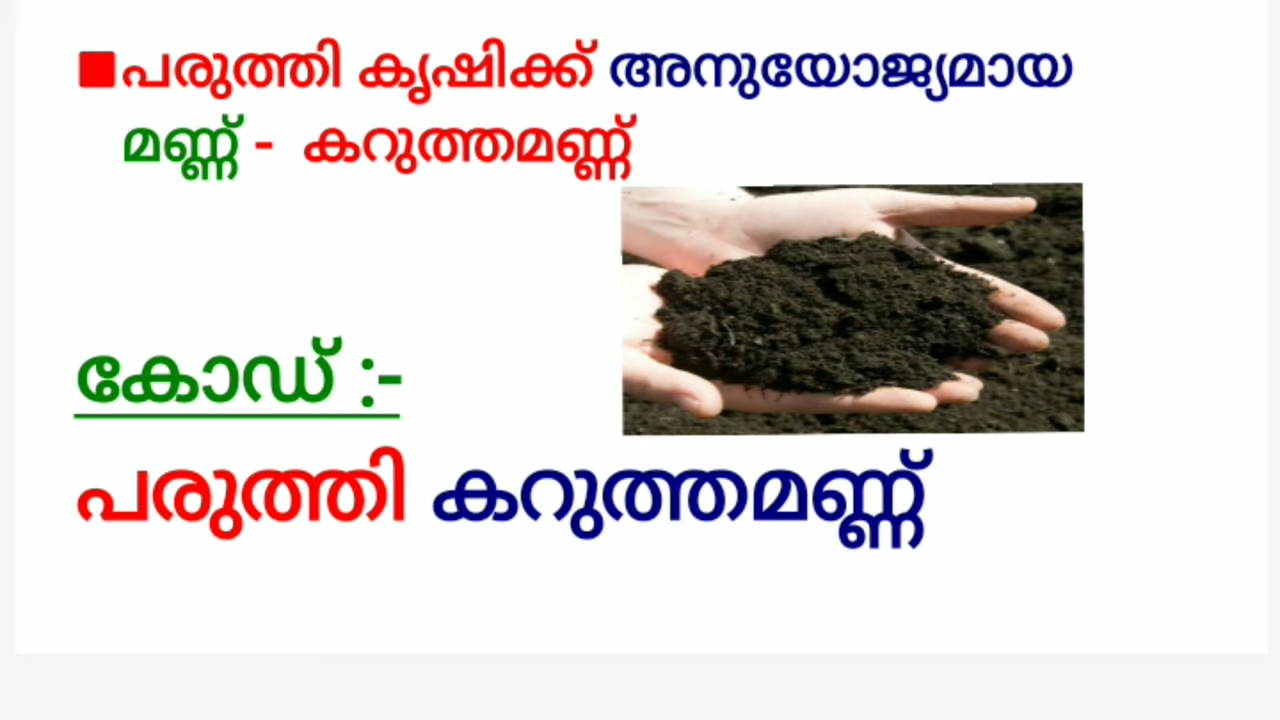 ■പരുത്തി കൃഷിക്ക് അനുയോജ്യമായ
മണ്ണ് - കറുത്തമണ്ണ്
കോഡ് :-
പരുത്തി കറുത്തമണ്ണ്